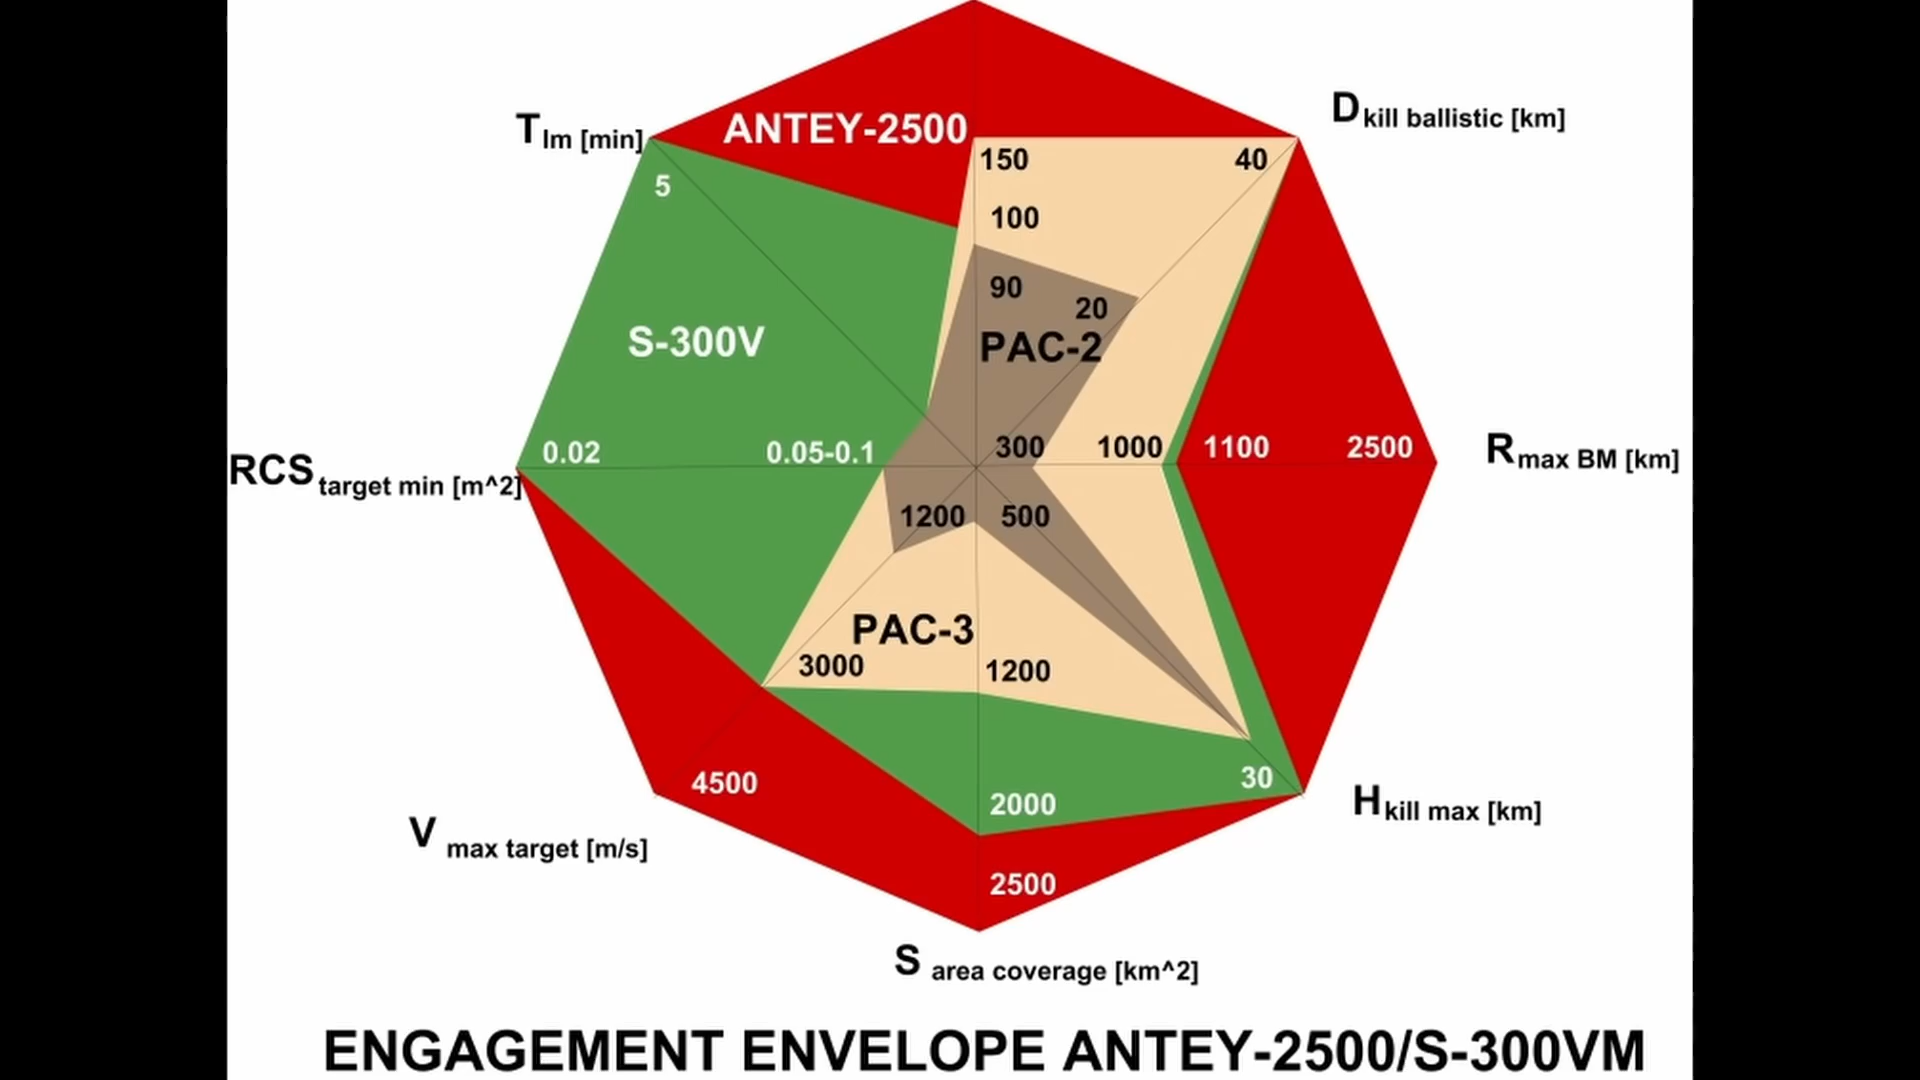 D kill ballistic [km]
T lm [min]
ANTEY-2500
150
40
5
100
90
20
S-300V
PAC-2
0.02
0.05-0.1
300
1000
1100
2500
R max BM [km]
RCS target min [m^2]
1200
500
PAC-3
3000
1200
4500
30
2000
H kill max [km]
V max target [m/s]
2500
S area coverage [km^2]
ENGAGEMENT ENVELOPE ANTEY-2500/S-300VM